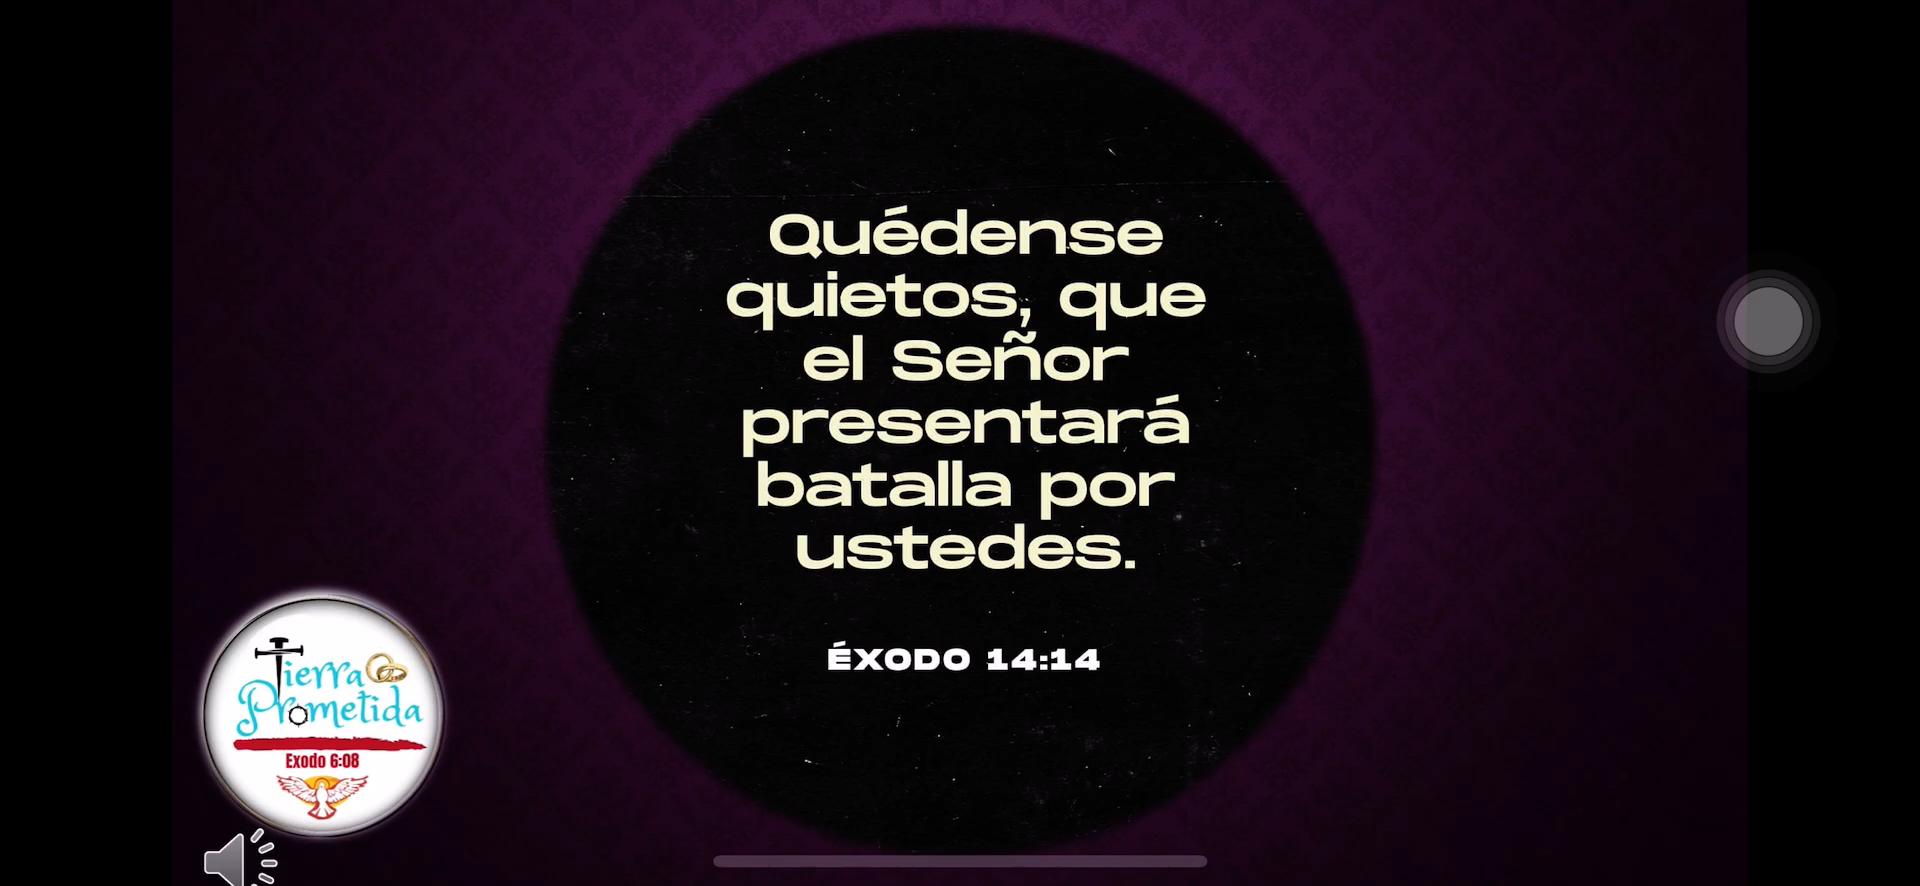 Quédense
quietos, que
el Señor
presentará
batalla por
ustedes.
ÉXODO 14:14
Tierra
Prometida
Exodo 6:08